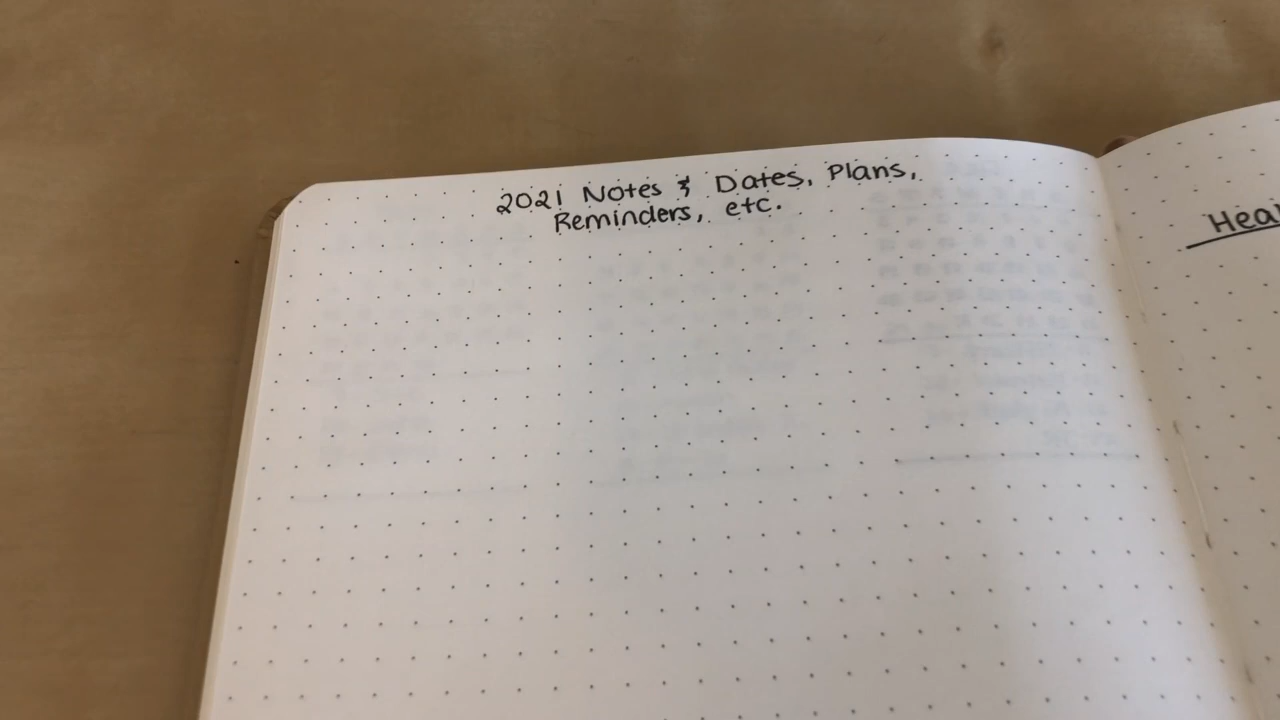 2021 Notes & Dates, Plans,
Reminders, etc.